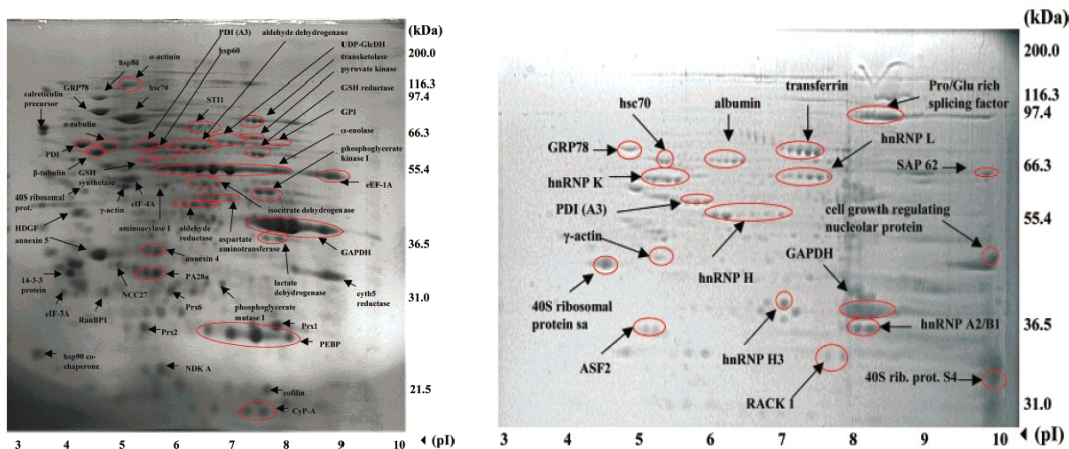 (kDa)
PDI (A3)
aldehyde dehydrogenase
hsp60
UDP-GlcDH
transketolase
pyruvate kinase
GSH reductase
GPI
α-enolase
phosphoglycerate
kinase 1
200.0
116.3
97.4
66.3
55.4
36.5
31.0
21.5
hsp86
α-actinin
GRP78
hsc70
calreticulin
precursor
STI1
α-tubulin
PDI
β-tubulin
GSH
synthetase
eEF-1A
40S ribosomal
prot.
γ-actin
eIF-4A
isocitrate dehydrogenase
HDGF
aminoacylase 1
aldehyde
reductase
aspartate
aminotransferase
GAPDH
annexin 5
annexin 4
14-3-3
protein
NCC27
PA28α
lactate
dehydrogenase
cytb5
reductase
eIF-3A
RanBP1
Prx6
phosphoglycerate
mutase 1
Prx2
Prx1
PEBP
hsp90 co-
chaperone
NDK A
cofilin
CyP-A
3 4 5 6 7 8 9 10
(pI)
(kDa)
200.0
116.3
97.4
66.3
55.4
36.5
31.0
hsc70
albumin
transferrin
Pro/Glu rich
splicing factor
GRP78
hnRNP L
SAP 62
hnRNP K
PDI (A3)
cell growth regulating
nucleolar protein
γ-actin
hnRNP H
GAPDH
40S ribosomal
protein sa
hnRNP A2/B1
ASF2
hnRNP H3
RACK 1
40S rib. prot. S4
3 4 5 6 7 8 9 10
(pI)